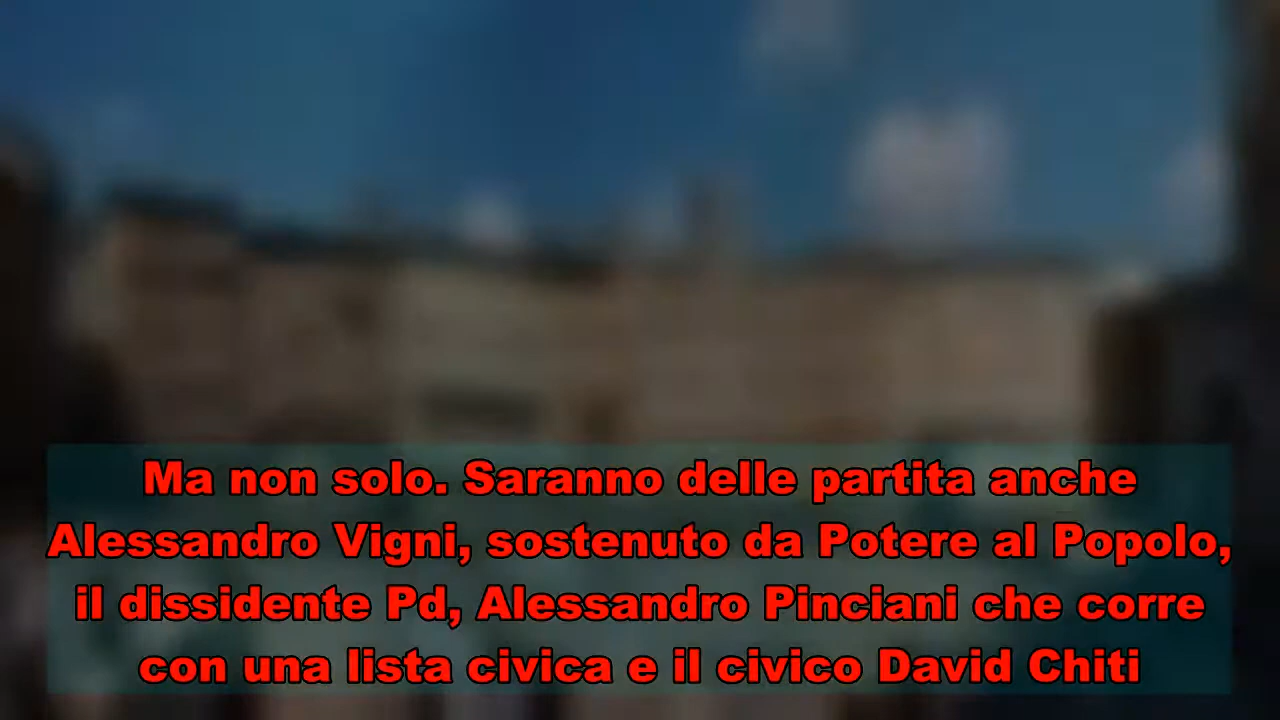 Ma non solo. Saranno delle partita anche
Alessandro Vigni, sostenuto da Potere al Popolo,
il dissidente Pd, Alessandro Pinciani che corre
con una lista civica e il civico David Chiti